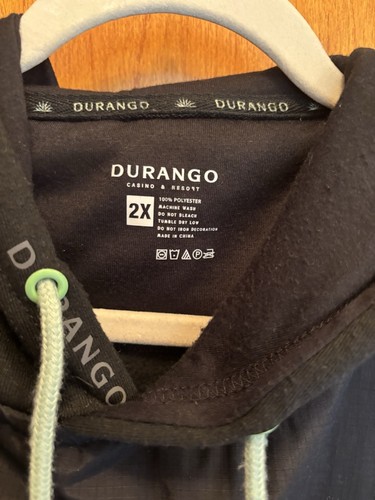 DURANGO DURANGO
DURANGO
CASINO & RESORT
2X
100% POLYESTER
MACHINE WASH
DO NOT BLEACH
TUMBLE DRY LOW
DO NOT IRON DECORATION
MADE IN CHINA
DURANGO